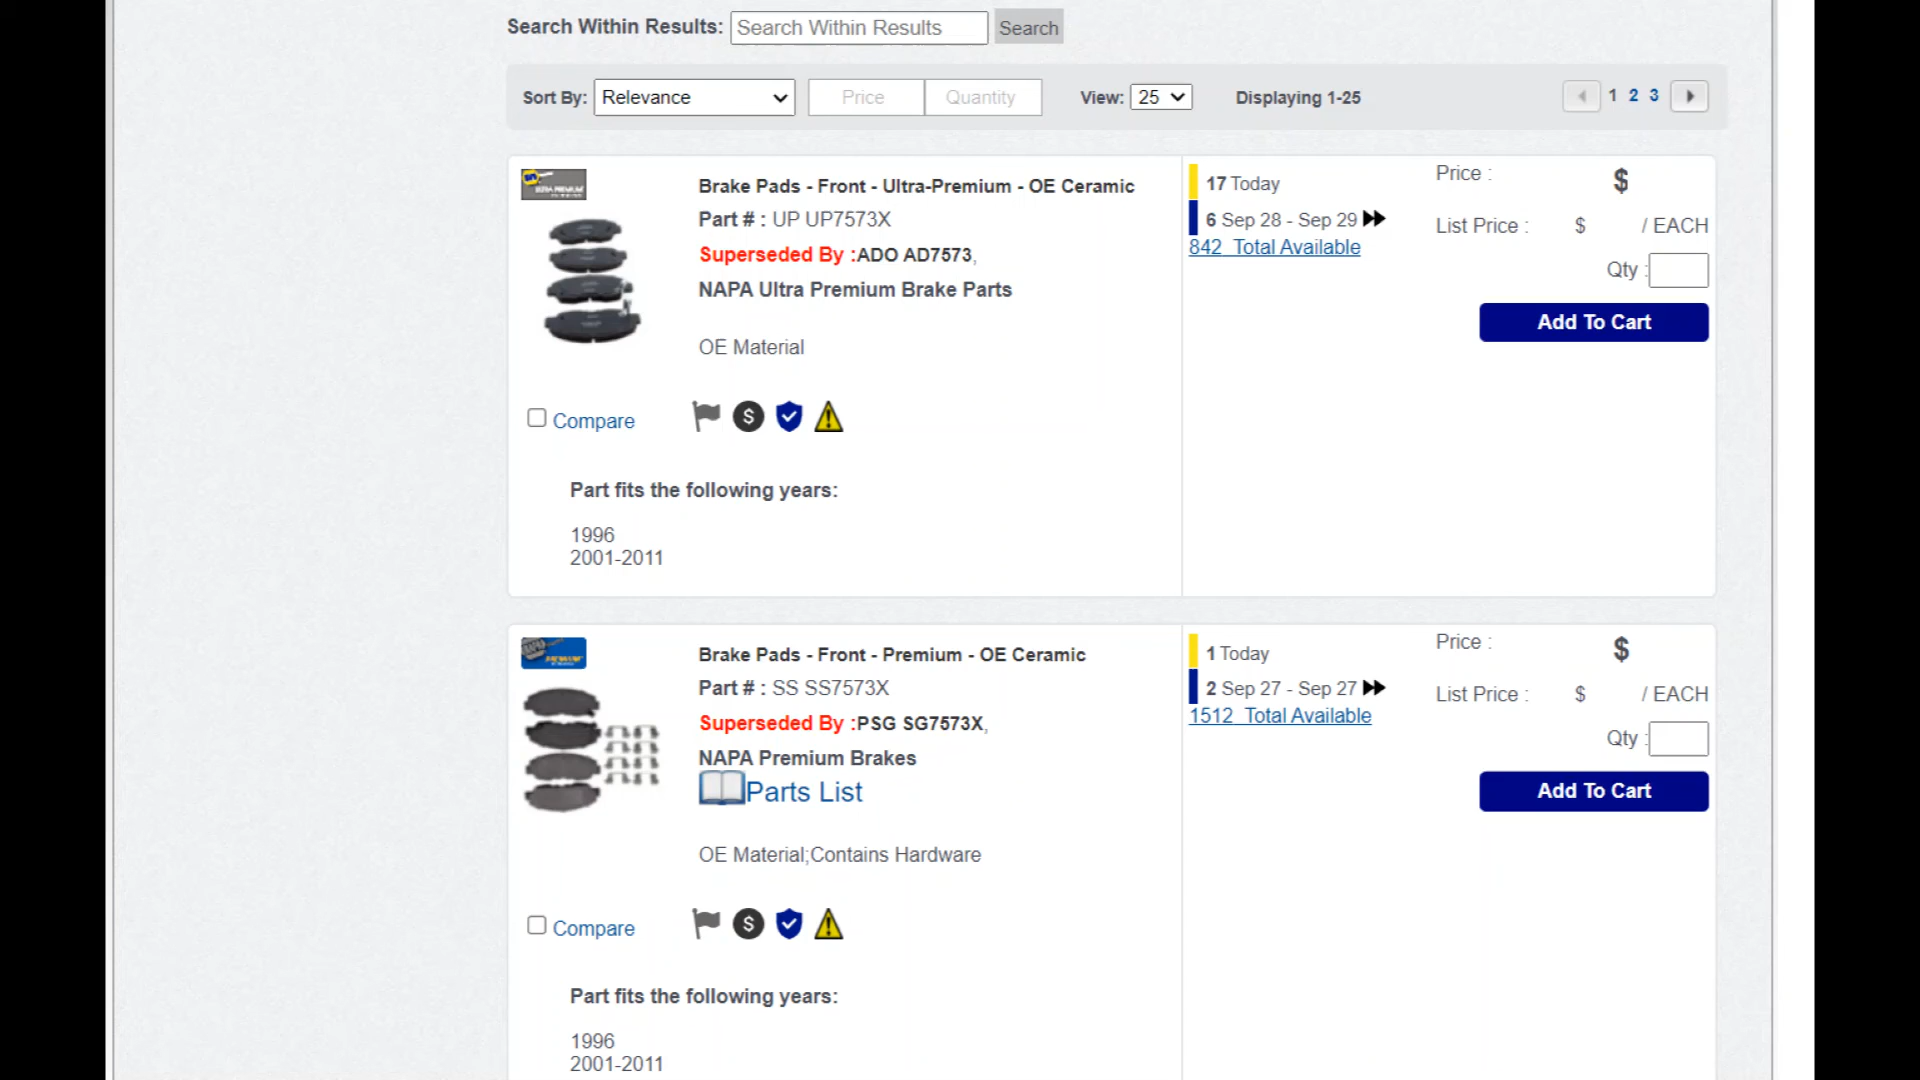 Search Within Results: Search Within Results Search
Sort By: Relevance Price Quantity View: 25 Displaying 1-25 1 2 3
Brake Pads - Front - Ultra-Premium - OE Ceramic
Part # : UP UP7573X
Superseded By :ADO AD7573,
NAPA Ultra Premium Brake Parts
OE Material
Compare
$
Part fits the following years:
1996
2001-2011
17 Today
6 Sep 28 - Sep 29
842 Total Available
Price : $
List Price : $ / EACH
Qty :
Add To Cart
Brake Pads - Front - Premium - OE Ceramic
Part # : SS SS7573X
Superseded By :PSG SG7573X,
NAPA Premium Brakes
Parts List
OE Material;Contains Hardware
Compare
$
Part fits the following years:
1996
2001-2011
1 Today
2 Sep 27 - Sep 27
1512 Total Available
Price : $
List Price : $ / EACH
Qty :
Add To Cart